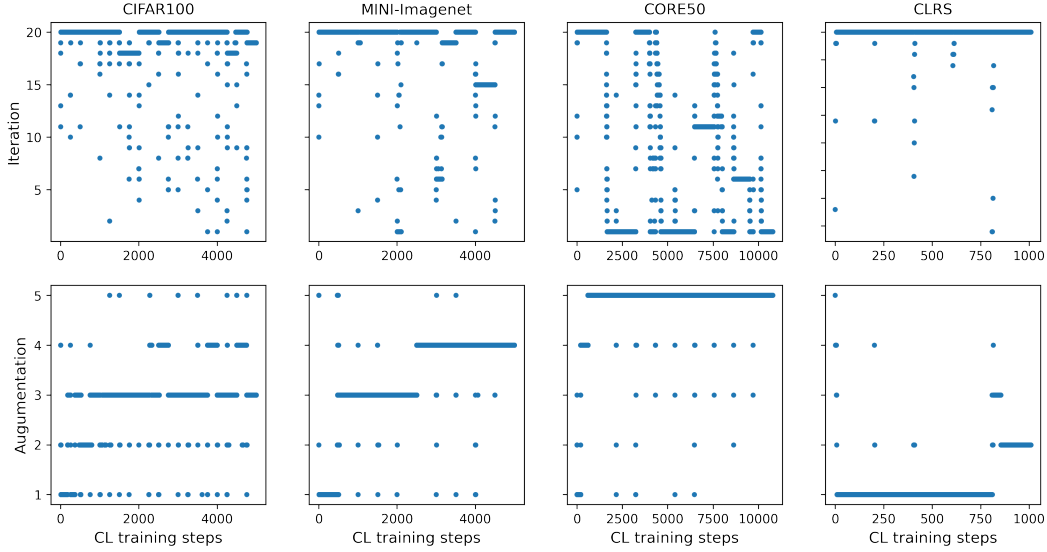 CIFAR100 MINI-Imagenet CORE50 CLRS
20
15
10
5
Iteration
0 2000 4000 0 2000 4000 0 2500 5000 7500 10000 0 250 500 750 1000
5
4
3
2
1
Augumentation
0 2000 4000 0 2000 4000 0 2500 5000 7500 10000 0 250 500 750 1000
CL training steps CL training steps CL training steps CL training steps